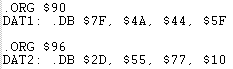 .ORG $90
DAT1: .DB $7F, $4A, $44, $5F
.ORG $96
DAT2: .DB $2D, $55, $77, $10